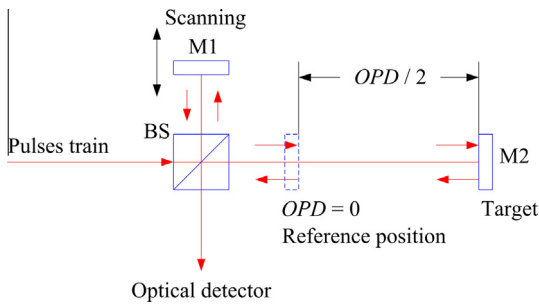 Scanning
M1
OPD / 2
BS
Pulses train
M2
OPD = 0
Target
Reference position
Optical detector